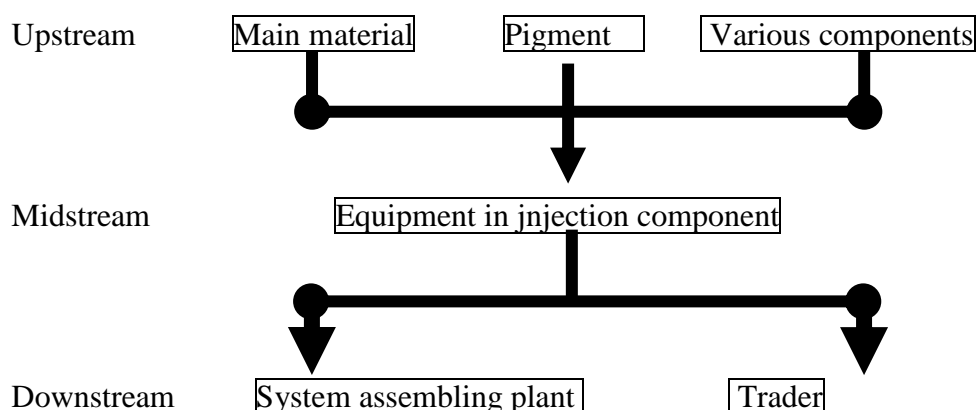 Upstream Main material Pigment Various components
Midstream Equipment in jnjection component
Downstream System assembling plant Trader